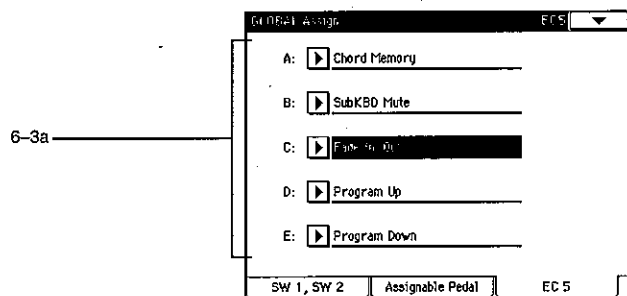 GLOBAL Assign EC5
A: Chord Memory
B: SubKBD Mute
6–3a
C: Fade In/Out
D: Program Up
E: Program Down
SW 1, SW 2 Assignable Pedal EC 5